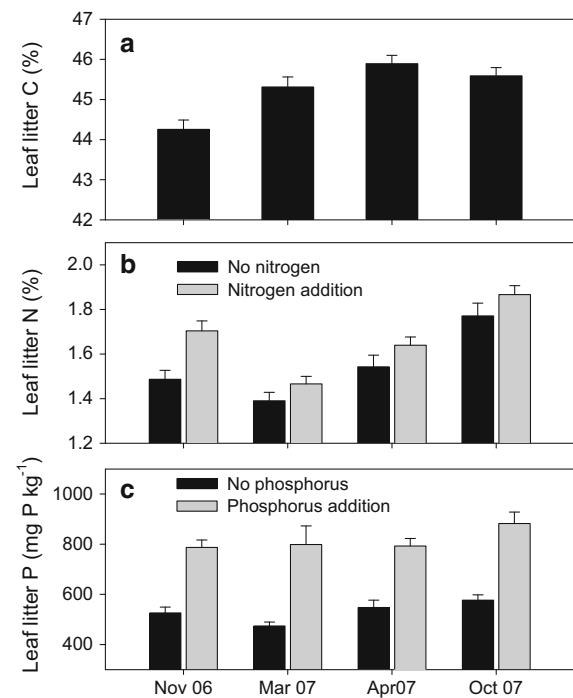 a
Leaf litter C (%)
47
46
45
44
43
42
b
No nitrogen
Nitrogen addition
Leaf litter N (%)
2.0
1.8
1.6
1.4
1.2
c
No phosphorus
Phosphorus addition
Leaf litter P (mg P kg⁻¹)
1000
800
600
400
Nov 06 Mar 07 Apr07 Oct 07